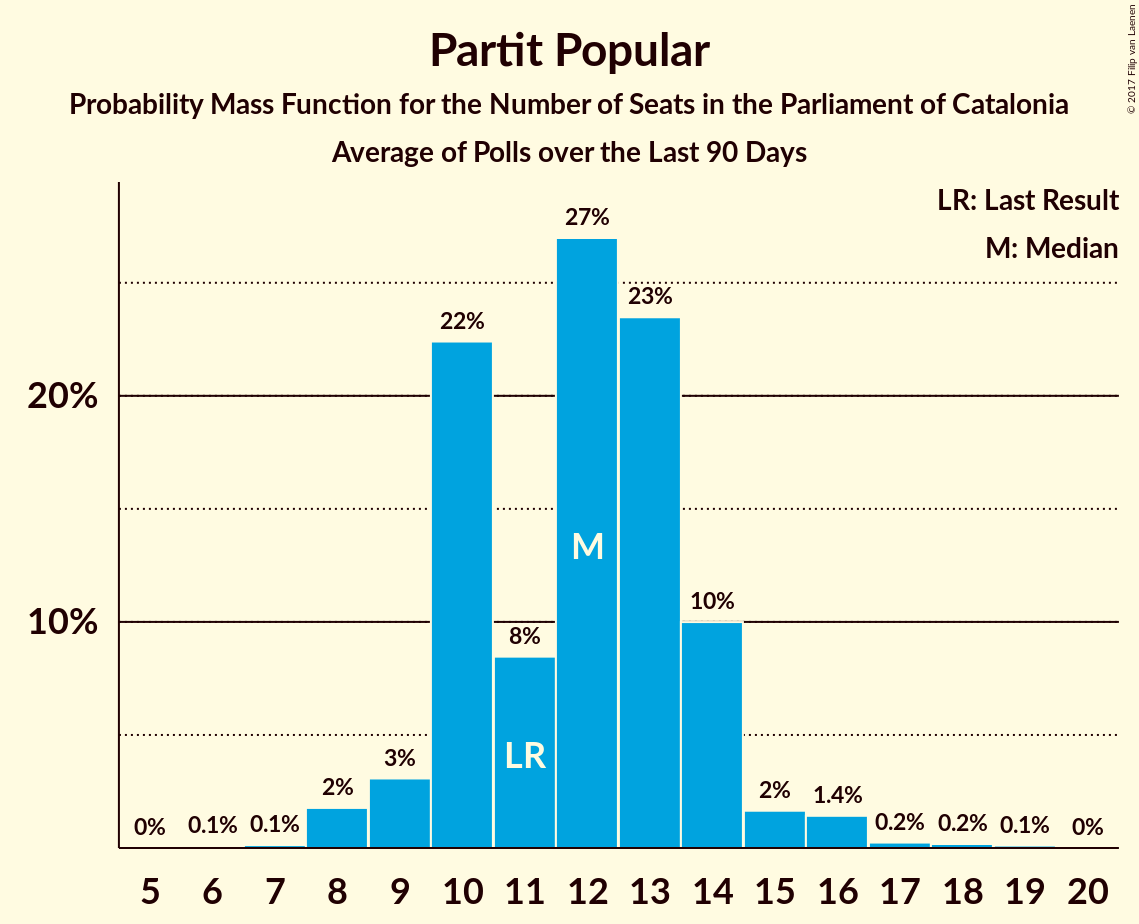 Partit Popular
Probability Mass Function for the Number of Seats in the Parliament of Catalonia
Average of Polls over the Last 90 Days
© 2017 Filip van Laenen
LR: Last Result
M: Median
27%
23%
22%
20%
M
10%
10%
8%
LR
3%
2%
2%
1.4%
0% 0.1% 0.1% 0.2% 0.2% 0.1% 0%
5 6 7 8 9 10 11 12 13 14 15 16 17 18 19 20